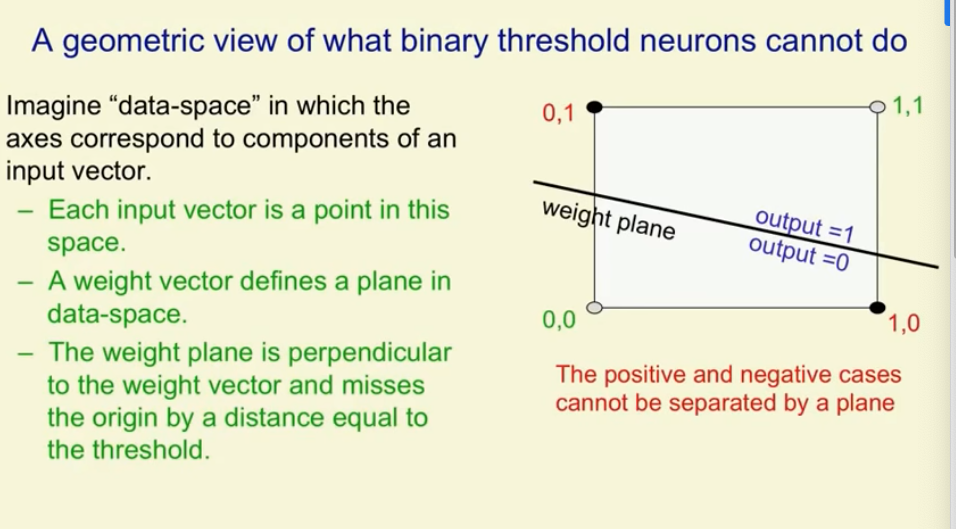 A geometric view of what binary threshold neurons cannot do
Imagine “data-space” in which the
axes correspond to components of an
input vector.
– Each input vector is a point in this
space.
– A weight vector defines a plane in
data-space.
– The weight plane is perpendicular
to the weight vector and misses
the origin by a distance equal to
the threshold.
0,1
1,1
weight plane
output =1
output =0
0,0
1,0
The positive and negative cases
cannot be separated by a plane